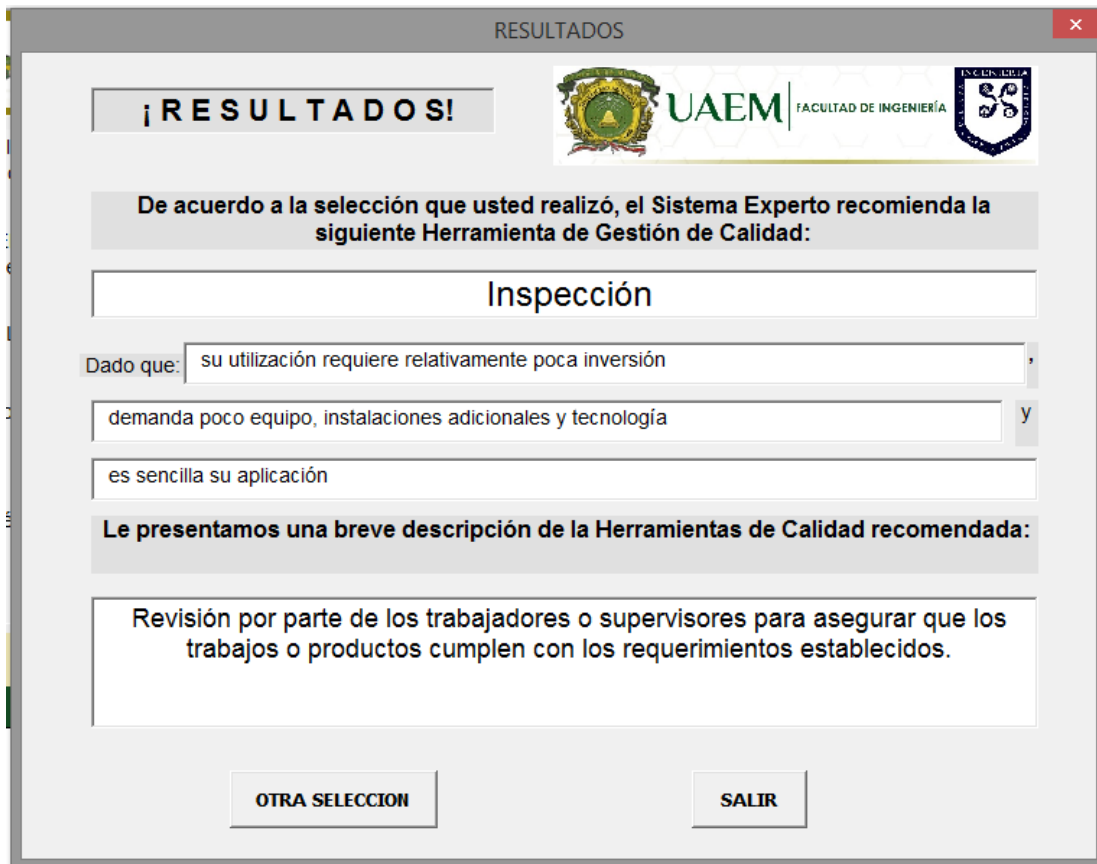 RESULTADOS
¡ R E S U L T A D O S!
UAEM FACULTAD DE INGENIERÍA
INGENIERIA
De acuerdo a la selección que usted realizó, el Sistema Experto recomienda la
siguiente Herramienta de Gestión de Calidad:
Inspección
Dado que: su utilización requiere relativamente poca inversión ,
demanda poco equipo, instalaciones adicionales y tecnología y
es sencilla su aplicación
Le presentamos una breve descripción de la Herramientas de Calidad recomendada:
Revisión por parte de los trabajadores o supervisores para asegurar que los
trabajos o productos cumplen con los requerimientos establecidos.
OTRA SELECCION SALIR